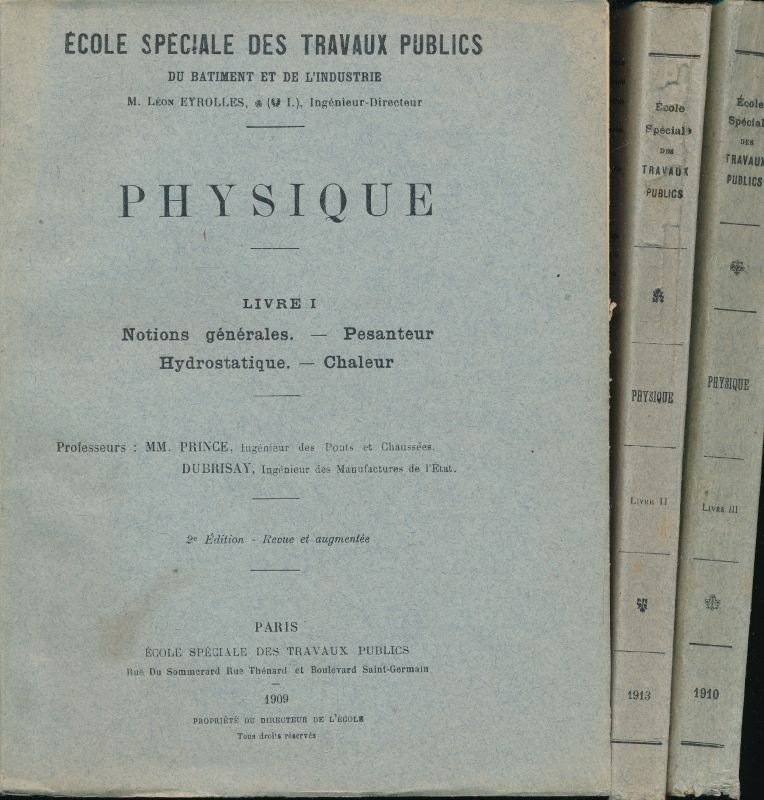 ÉCOLE SPÉCIALE DES TRAVAUX PUBLICS
DU BATIMENT ET DE L'INDUSTRIE
M. LÉON EYROLLES, ❀ (I.), Ingénieur-Directeur
PHYSIQUE
LIVRE I
Notions générales. — Pesanteur
Hydrostatique. — Chaleur
Professeurs : MM. PRINCE, Ingénieur des Ponts et Chaussées.
DUBRISAY, Ingénieur des Manufactures de l'État.
2e Édition - Revue et augmentée
PARIS
ÉCOLE SPÉCIALE DES TRAVAUX PUBLICS
Rue Du Sommerard Rue Thénard et Boulevard Saint-Germain
1909
PROPRIÉTÉ DU DIRECTEUR DE L'ÉCOLE
Tous droits réservés
École
Spéciale
DES
TRAVAUX
PUBLICS
PHYSIQUE
LIVRE II
1913
École
Spéciale
DES
TRAVAUX
PUBLICS
PHYSIQUE
LIVRE III
1910